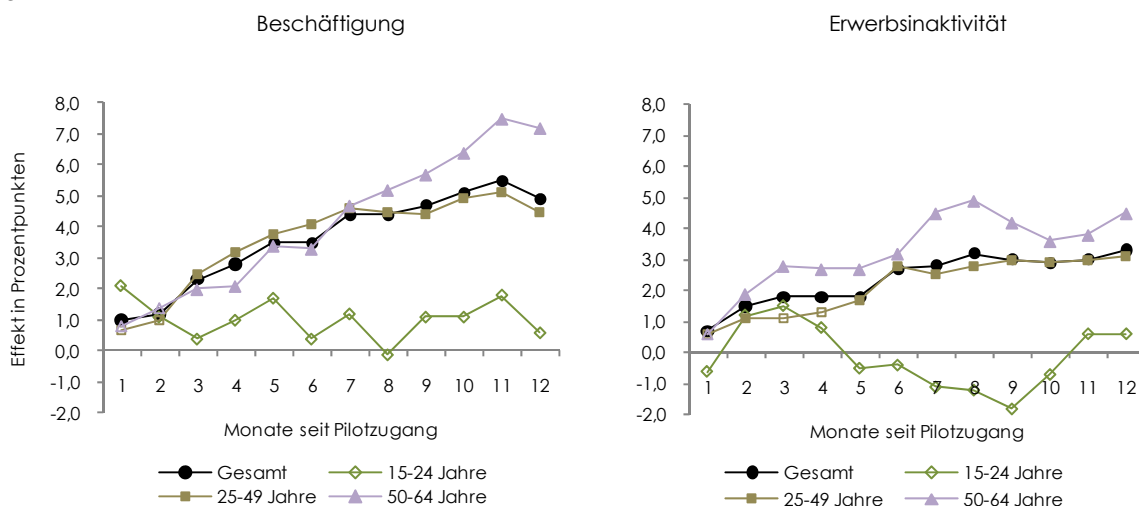 Beschäftigung
Effekt in Prozentpunkten
8,0
7,0
6,0
5,0
4,0
3,0
2,0
1,0
0,0
-1,0
-2,0
1 2 3 4 5 6 7 8 9 10 11 12
Monate seit Pilotzugang
Gesamt 15-24 Jahre
25-49 Jahre 50-64 Jahre
Erwerbsinaktivität
8,0
7,0
6,0
5,0
4,0
3,0
2,0
1,0
0,0
-1,0
-2,0
1 2 3 4 5 6 7 8 9 10 11 12
Monate seit Pilotzugang
Gesamt 15-24 Jahre
25-49 Jahre 50-64 Jahre